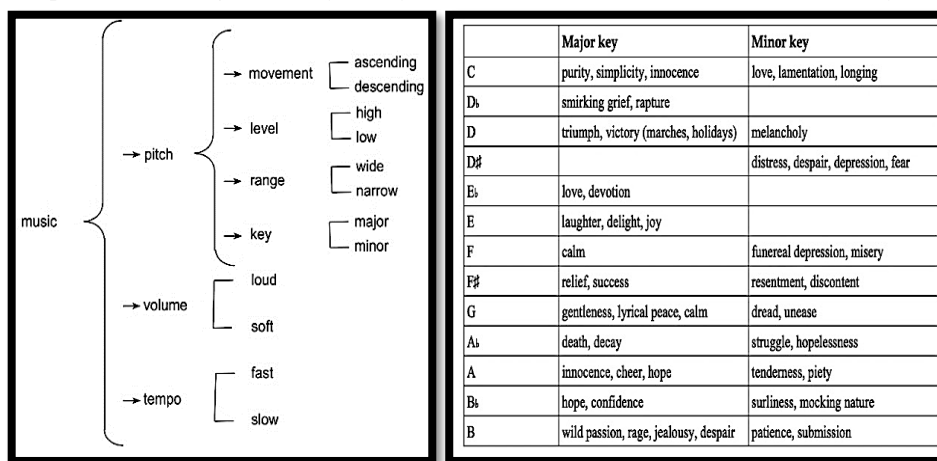 music
pitch
movement
ascending
descending
level
high
low
range
wide
narrow
key
major
minor
volume
loud
soft
tempo
fast
slow
Major key Minor key
C purity, simplicity, innocence love, lamentation, longing
D♭ smirking grief, rapture
D triumph, victory (marches, holidays) melancholy
D♯ distress, despair, depression, fear
E♭ love, devotion
E laughter, delight, joy
F calm funereal depression, misery
F♯ relief, success resentment, discontent
G gentleness, lyrical peace, calm dread, unease
A♭ death, decay struggle, hopelessness
A innocence, cheer, hope tenderness, piety
B♭ hope, confidence surliness, mocking nature
B wild passion, rage, jealousy, despair patience, submission